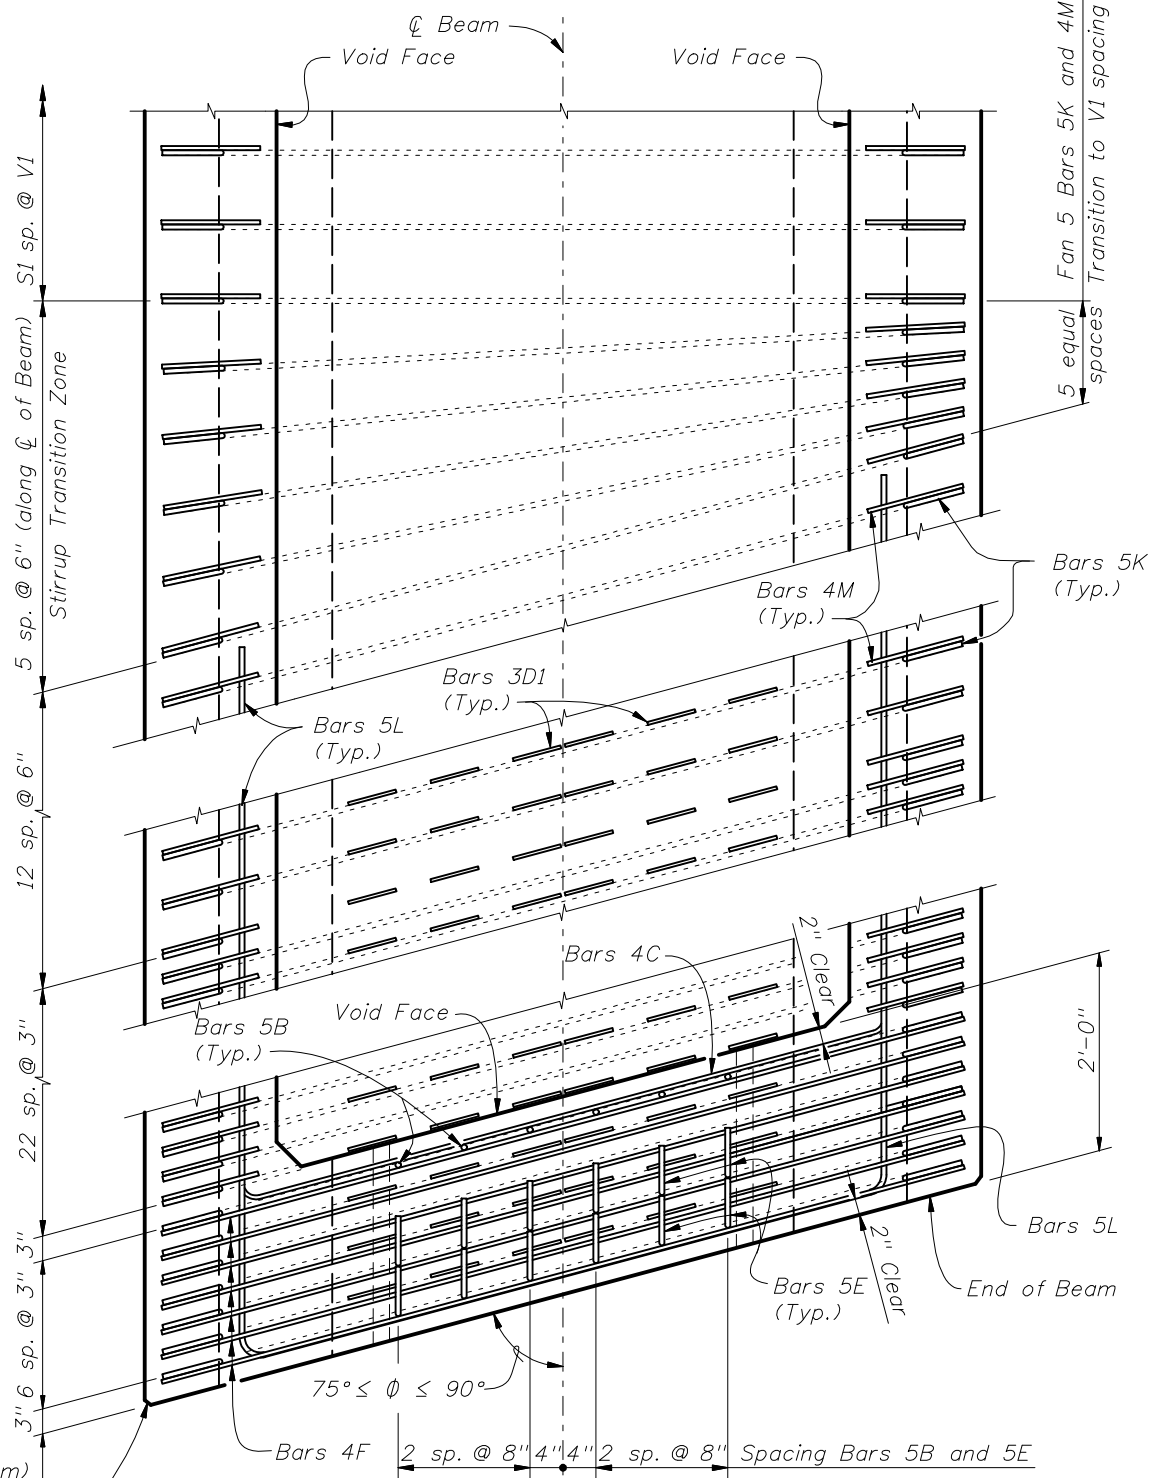 ℄ Beam
Void Face
Void Face
Fan 5 Bars 5K and 4M
Transition to V1 spacing
5 equal
spaces
S1 sp. @ V1
5 sp. @ 6" (along ℄ of Beam)
Stirrup Transition Zone
Bars 5K
(Typ.)
Bars 4M
(Typ.)
Bars 3D1
(Typ.)
Bars 5L
(Typ.)
12 sp. @ 6"
2" Clear
Bars 4C
Void Face
Bars 5B
(Typ.)
22 sp. @ 3"
2'-0"
Bars 5L
3"
2" Clear
Bars 5E
(Typ.)
End of Beam
6 sp. @ 3"
75° ≤ ϕ ≤ 90°
3"
Bars 4F
2 sp. @ 8" 4" 4" 2 sp. @ 8" Spacing Bars 5B and 5E
m)